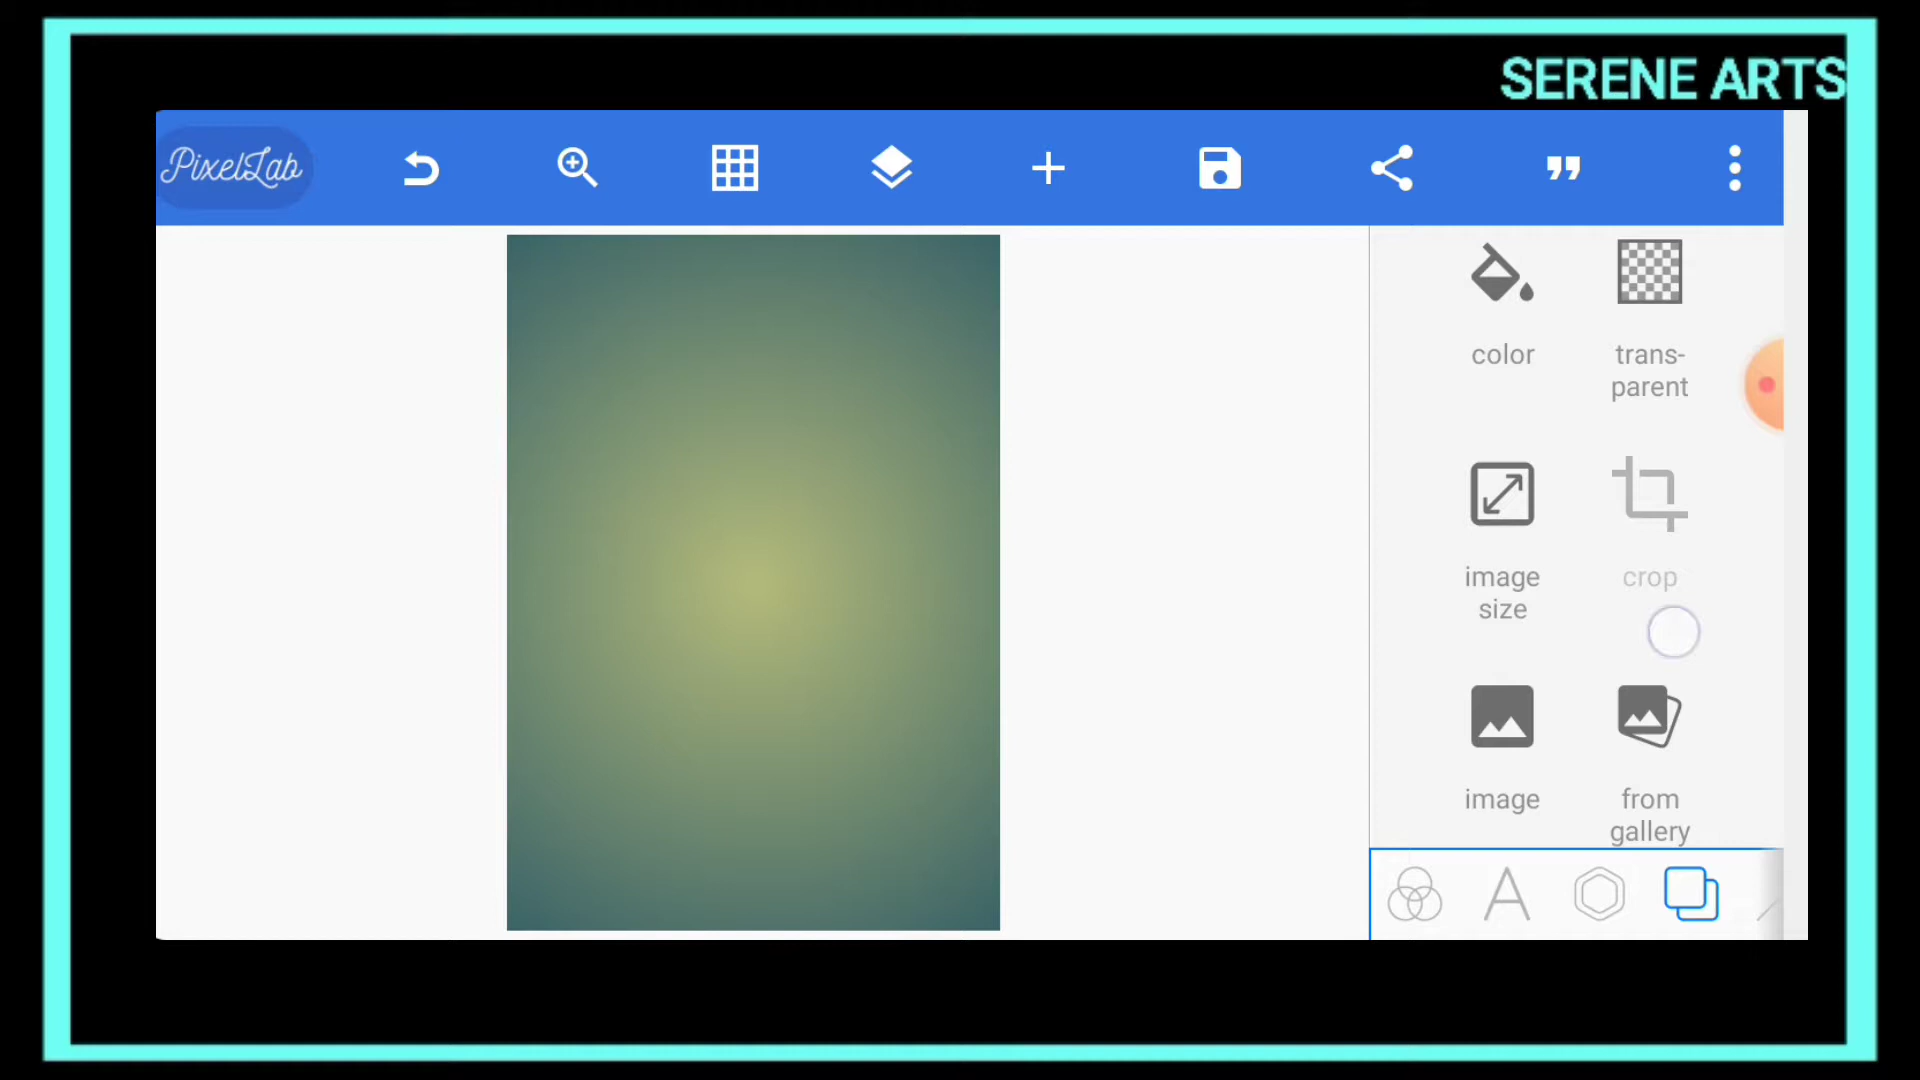 SERENE ARTS
PixelLab
color
trans-
parent
image
size
crop
image
from
gallery